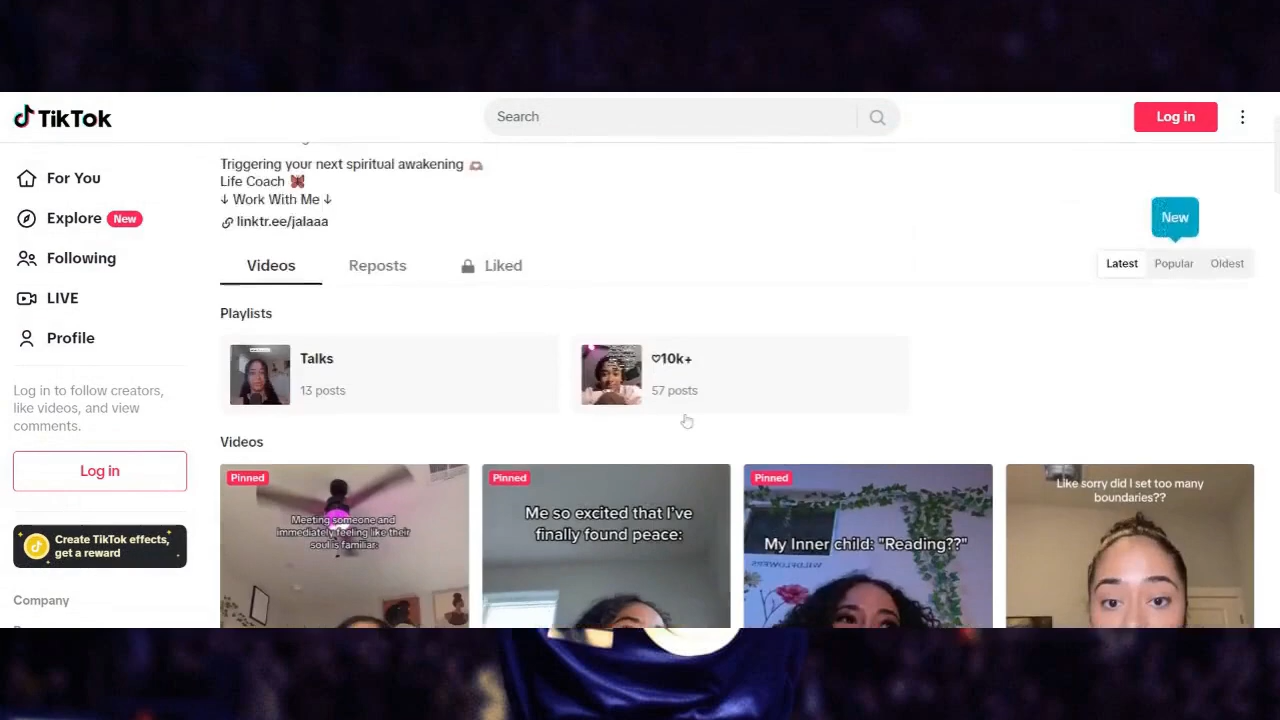 TikTok
Search
Log in
For You
Explore New
Following
LIVE
Profile
Log in to follow creators,
like videos, and view
comments.
Log in
Create TikTok effects,
get a reward
Company
Triggering your next spiritual awakening 🫶🏽
Life Coach 🦋
↓ Work With Me ↓
linktr.ee/jalaaa
Videos
Reposts
Liked
New
Latest
Popular
Oldest
Playlists
Talks
13 posts
♡10k+
57 posts
Videos
Pinned
Meeting someone and
immediately feeling like their
soul is familiar:
Pinned
Me so excited that I've
finally found peace:
Pinned
My Inner child: "Reading??"
WILDFLOWERS
Like sorry did I set too many
boundaries??